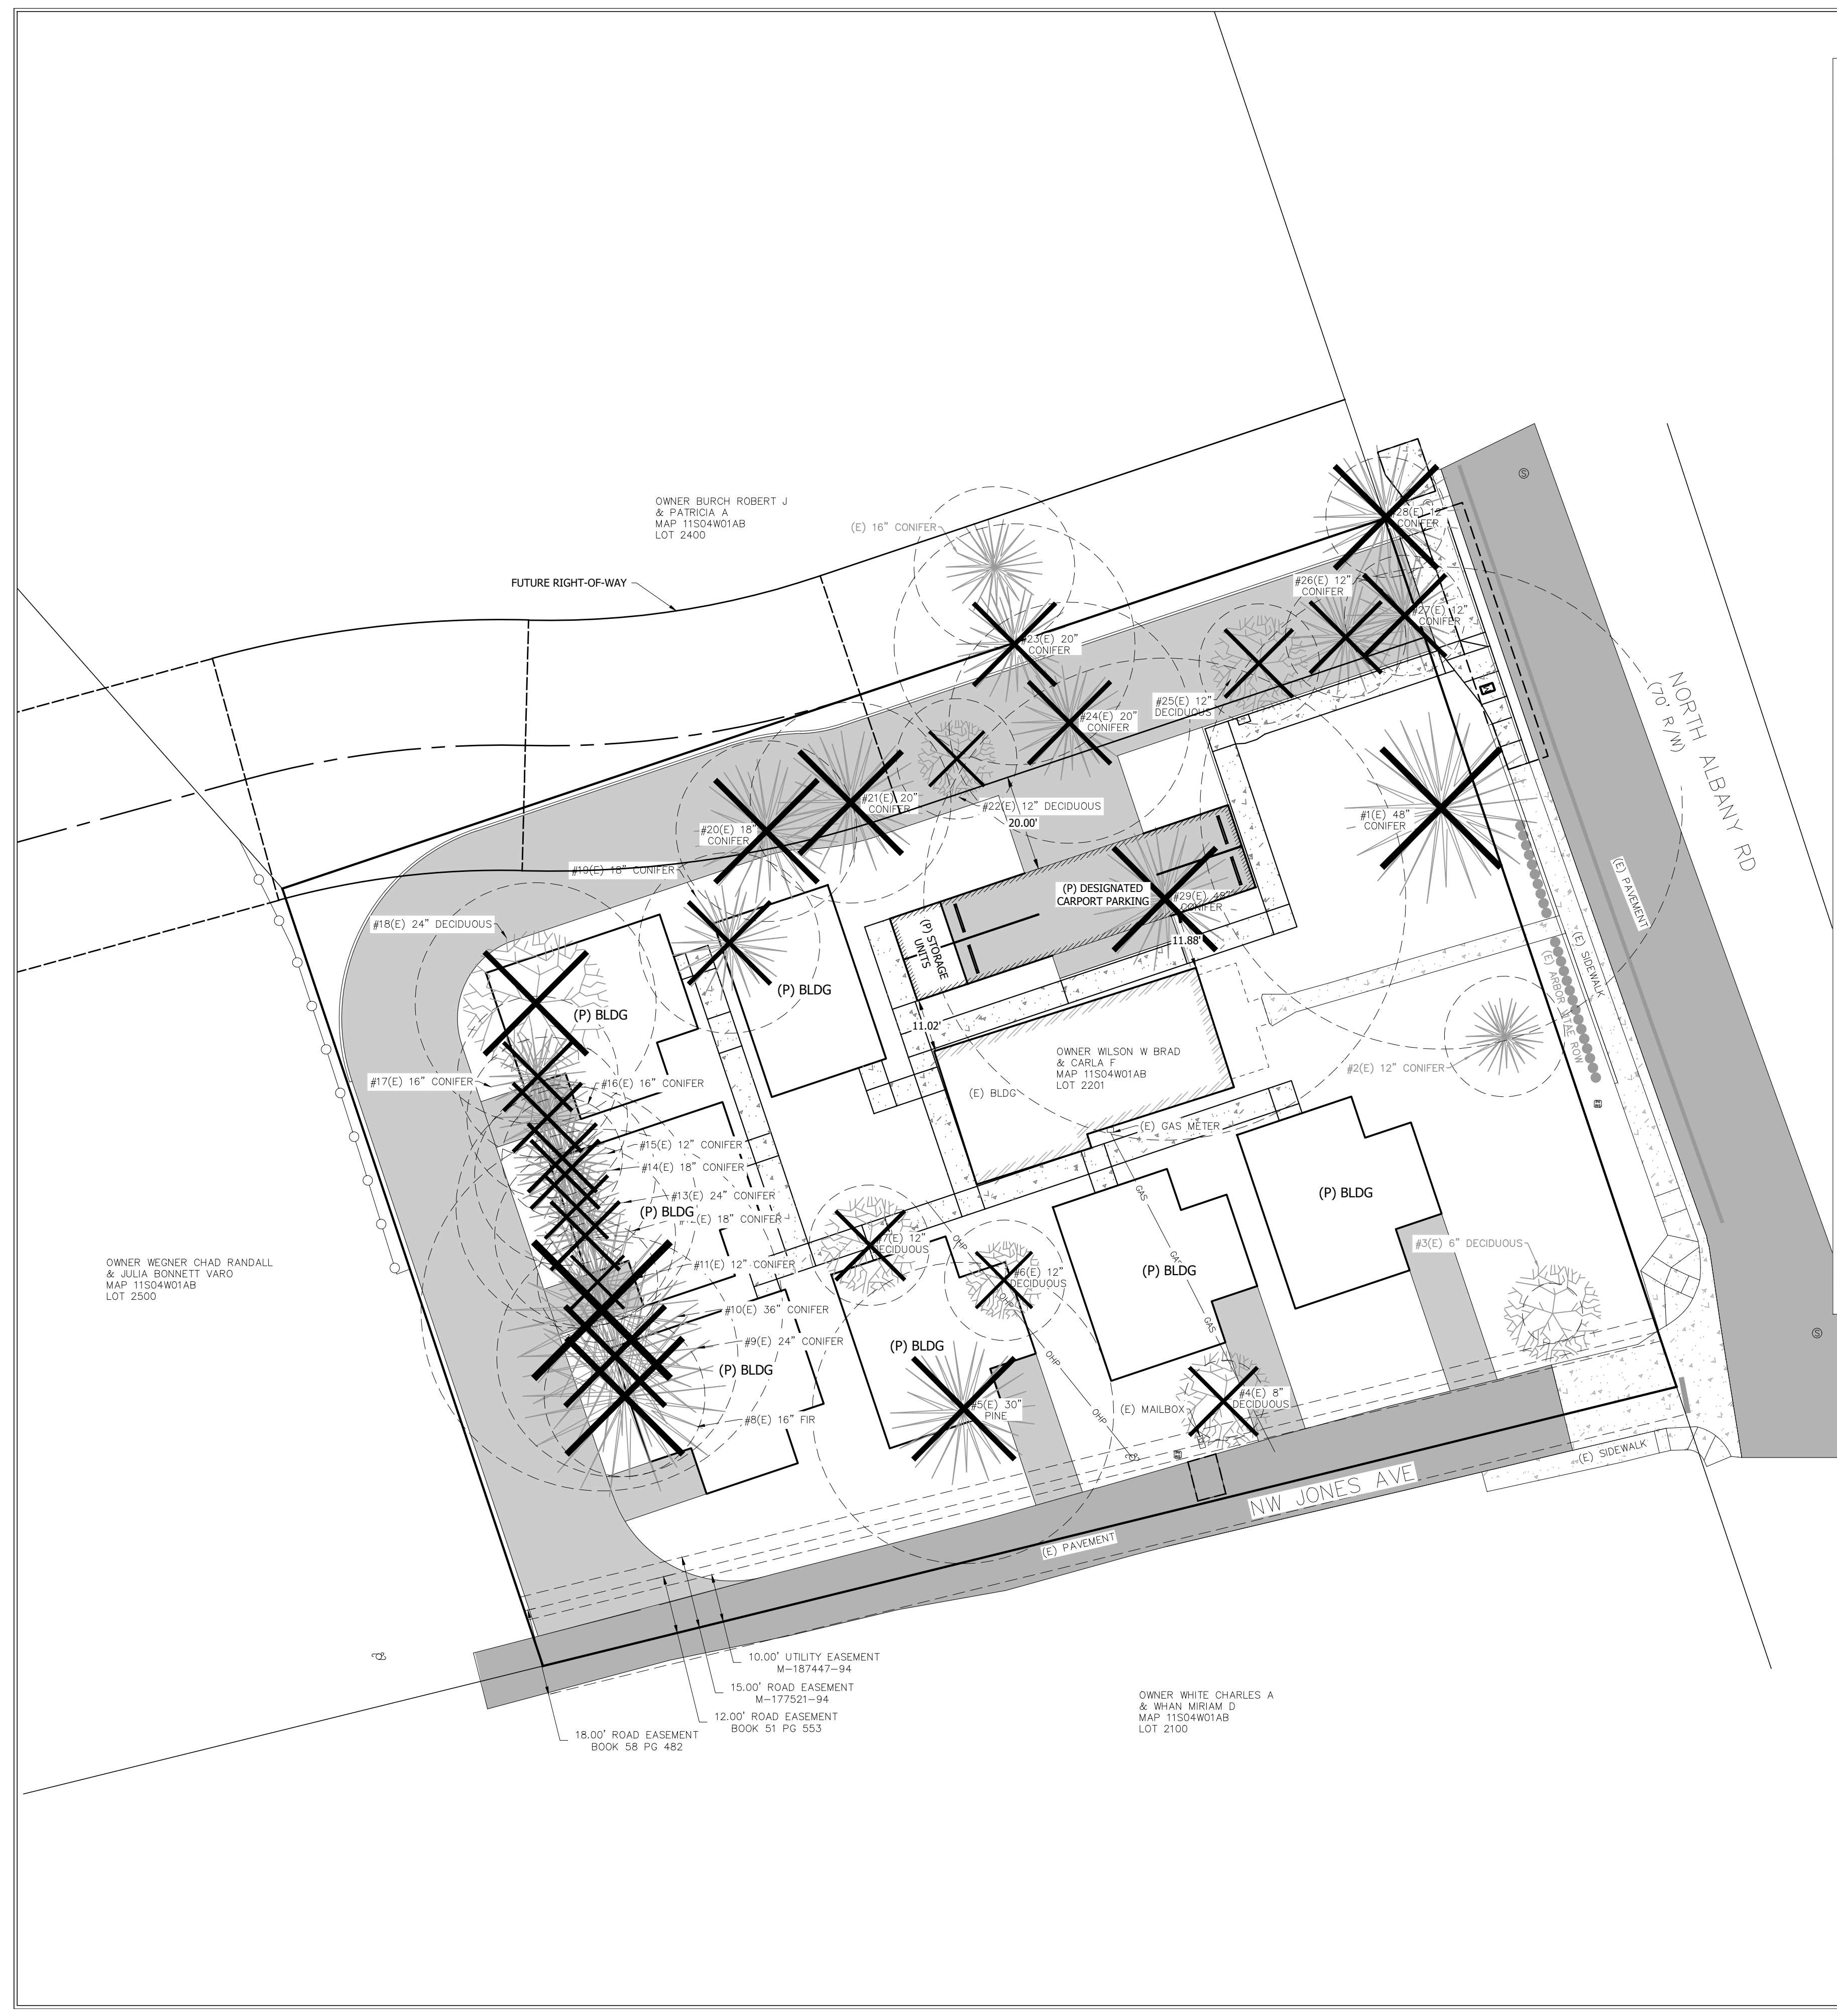 OWNER BURCH ROBERT J
& PATRICIA A
MAP 11S04W01AB
LOT 2400
(E) 16" CONIFER
FUTURE RIGHT-OF-WAY
#28(E) 12"
CONIFER
#26(E) 12"
CONIFER
#27(E) 12"
CONIFER
#23(E) 20"
CONIFER
#25(E) 12"
DECIDUOUS
#24(E) 20"
CONIFER
NORTH ALBANY RD
(70' R/W)
#21(E) 20"
CONIFER
#22(E) 12" DECIDUOUS
20.00'
#20(E) 18"
CONIFER
#1(E) 48"
CONIFER
#19(E) 18" CONIFER
(P) DESIGNATED
CARPORT PARKING
#29(E) 48"
CONIFER
(E) PAVEMENT
#18(E) 24" DECIDUOUS
(P) STORAGE
UNITS
11.88'
(E) SIDEWALK
(E) ARBOR VITAE ROW
(P) BLDG
(P) BLDG
11.02'
OWNER WILSON W BRAD
& CARLA F
MAP 11S04W01AB
LOT 2201
#2(E) 12" CONIFER
#17(E) 16" CONIFER
#16(E) 16" CONIFER
(E) BLDG
(E) GAS METER
#15(E) 12" CONIFER
#14(E) 18" CONIFER
#13(E) 24" CONIFER
(P) BLDG
(E) 18" CONIFER
GAS
(P) BLDG
#7(E) 12"
DECIDUOUS
OHP
GAS
#3(E) 6" DECIDUOUS
OWNER WEGNER CHAD RANDALL
& JULIA BONNETT VARO
MAP 11S04W01AB
LOT 2500
#11(E) 12" CONIFER
#6(E) 12"
DECIDUOUS
(P) BLDG
OHP
#10(E) 36" CONIFER
GAS
#9(E) 24" CONIFER
(P) BLDG
(P) BLDG
OHP
#8(E) 16" FIR
#5(E) 30"
PINE
OHP
(E) MAILBOX
#4(E) 8"
DECIDUOUS
(E) SIDEWALK
NW JONES AVE
(E) PAVEMENT
10.00' UTILITY EASEMENT
M-187447-94
15.00' ROAD EASEMENT
M-177521-94
12.00' ROAD EASEMENT
BOOK 51 PG 553
18.00' ROAD EASEMENT
BOOK 58 PG 482
OWNER WHITE CHARLES A
& WHAN MIRIAM D
MAP 11S04W01AB
LOT 2100
S
S